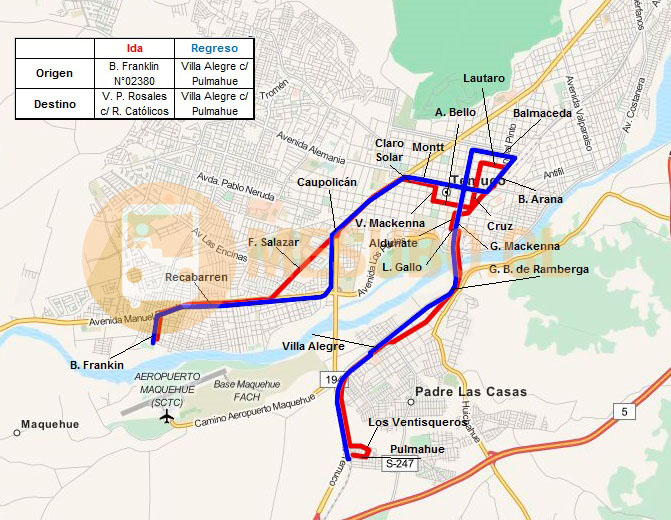 Ida
Regreso
Origen
B. Franklin
N°02380
Villa Alegre c/
Pulmahue
Destino
V. P. Rosales
c/ R. Católicos
Villa Alegre c/
Pulmahue
Tromén
Avenida Alemania
Avda. Pablo Neruda
Av Las Encinas
Avenida Valparaíso
Av. Costanera
Antifil
Lautaro
A. Bello
Balmaceda
Claro
Solar
Montt
Temuco
Caupolicán
B. Arana
V. Mackenna
Cruz
F. Salazar
G. Mackenna
L. Gallo
G. B. de Ramberga
Recabarren
Avenida Manuel
Villa Alegre
B. Frankin
AEROPUERTO
MAQUEHUE
(SCTC)
Base Maquehue
FACH
Camino Aeropuerto Maquehue
Padre Las Casas
Huichahue
5
Maquehue
Los Ventisqueros
Pulmahue
S-247